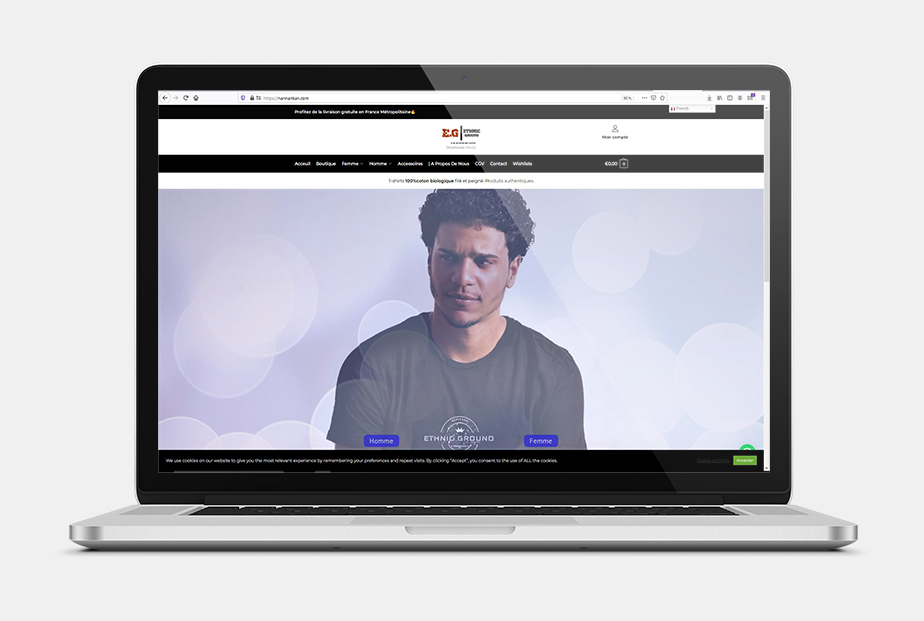 https://nannankan.com
90 %
Profitez de la livraison gratuite en France Métropolitaine
French
E.G ETHNIC GROUND
Mon compte
Acceuil Boutique Femme Homme Accessoires | A Propos De Nous CGV Contact Wishlists
€0,00 0
T-shirts 100%coton biologique filé et peigné. Produits authentiques.
Homme
ETHNIC GROUND
Femme
We use cookies on our website to give you the most relevant experience by remembering your preferences and repeat visits. By clicking “Accept”, you consent to the use of ALL the cookies.
Accepter